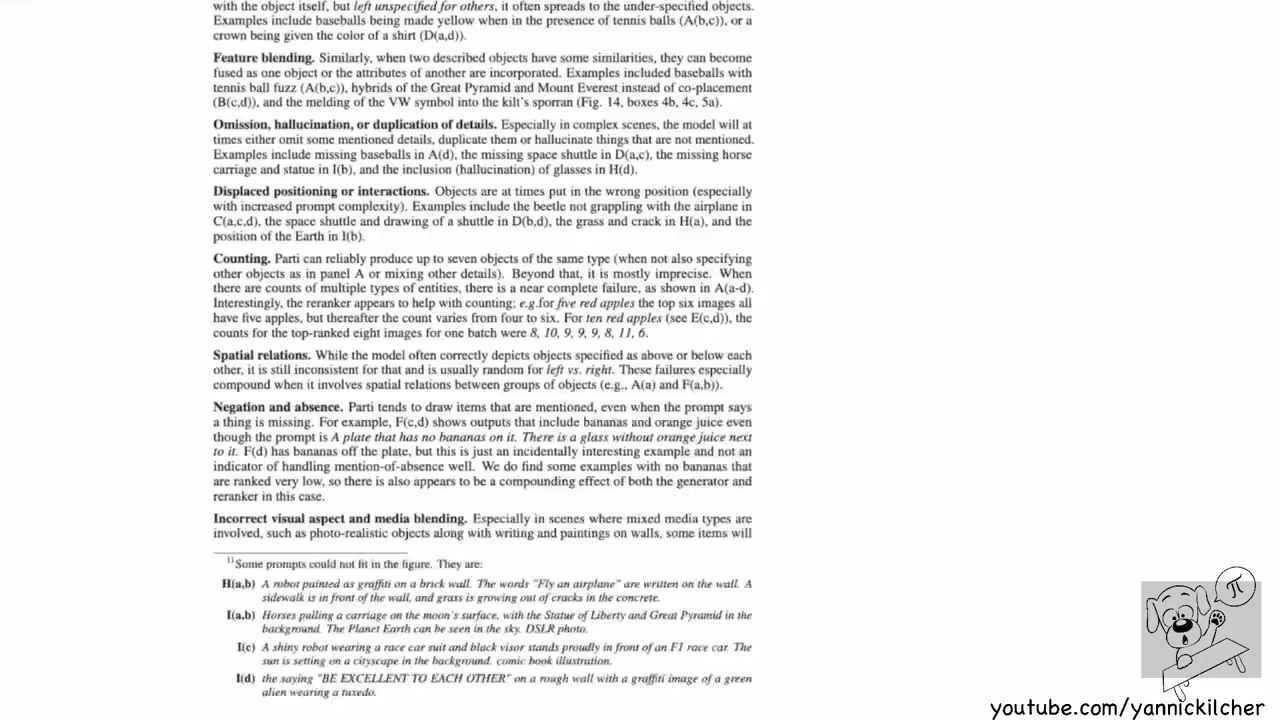 with the object itself, but left unspecified for others, it often spreads to the under-specified objects.
Examples include baseballs being made yellow when in the presence of tennis balls (A(b,c)), or a
crown being given the color of a shirt (D(a,d)).
Feature blending. Similarly, when two described objects have some similarities, they can become
fused as one object or the attributes of another are incorporated. Examples included baseballs with
tennis ball fuzz (A(b,c)), hybrids of the Great Pyramid and Mount Everest instead of co-placement
(B(c,d)), and the melding of the VW symbol into the kilt's sporran (Fig. 14, boxes 4b, 4c, 5a).
Omission, hallucination, or duplication of details. Especially in complex scenes, the model will at
times either omit some mentioned details, duplicate them or hallucinate things that are not mentioned.
Examples include missing baseballs in A(d), the missing space shuttle in D(a,c), the missing horse
carriage and statue in I(b), and the inclusion (hallucination) of glasses in H(d).
Displaced positioning or interactions. Objects are at times put in the wrong position (especially
with increased prompt complexity). Examples include the beetle not grappling with the airplane in
C(a,c,d), the space shuttle and drawing of a shuttle in D(b,d), the grass and crack in H(a), and the
position of the Earth in I(b).
Counting. Parti can reliably produce up to seven objects of the same type (when not also specifying
other objects as in panel A or mixing other details). Beyond that, it is mostly imprecise. When
there are counts of multiple types of entities, there is a near complete failure, as shown in A(a-d).
Interestingly, the reranker appears to help with counting; e.g.for five red apples the top six images all
have five apples, but thereafter the count varies from four to six. For ten red apples (see E(c,d)), the
counts for the top-ranked eight images for one batch were 8, 10, 9, 9, 9, 8, 11, 6.
Spatial relations. While the model often correctly depicts objects specified as above or below each
other, it is still inconsistent for that and is usually random for left vs. right. These failures especially
compound when it involves spatial relations between groups of objects (e.g., A(a) and F(a,b)).
Negation and absence. Parti tends to draw items that are mentioned, even when the prompt says
a thing is missing. For example, F(c,d) shows outputs that include bananas and orange juice even
though the prompt is A plate that has no bananas on it. There is a glass without orange juice next
to it. F(d) has bananas off the plate, but this is just an incidentally interesting example and not an
indicator of handling mention-of-absence well. We do find some examples with no bananas that
are ranked very low, so there is also appears to be a compounding effect of both the generator and
reranker in this case.
Incorrect visual aspect and media blending. Especially in scenes where mixed media types are
involved, such as photo-realistic objects along with writing and paintings on walls, some items will
11Some prompts could not fit in the figure. They are:
H(a,b) A robot painted as graffiti on a brick wall. The words "Fly an airplane" are written on the wall. A
sidewalk is in front of the wall, and grass is growing out of cracks in the concrete.
I(a,b) Horses pulling a carriage on the moon's surface, with the Statue of Liberty and Great Pyramid in the
background. The Planet Earth can be seen in the sky. DSLR photo.
I(c) A shiny robot wearing a race car suit and black visor stands proudly in front of an F1 race car. The
sun is setting on a cityscape in the background. comic book illustration.
I(d) the saying "BE EXCELLENT TO EACH OTHER" on a rough wall with a graffiti image of a green
alien wearing a tuxedo.
π
youtube.com/yannickilcher